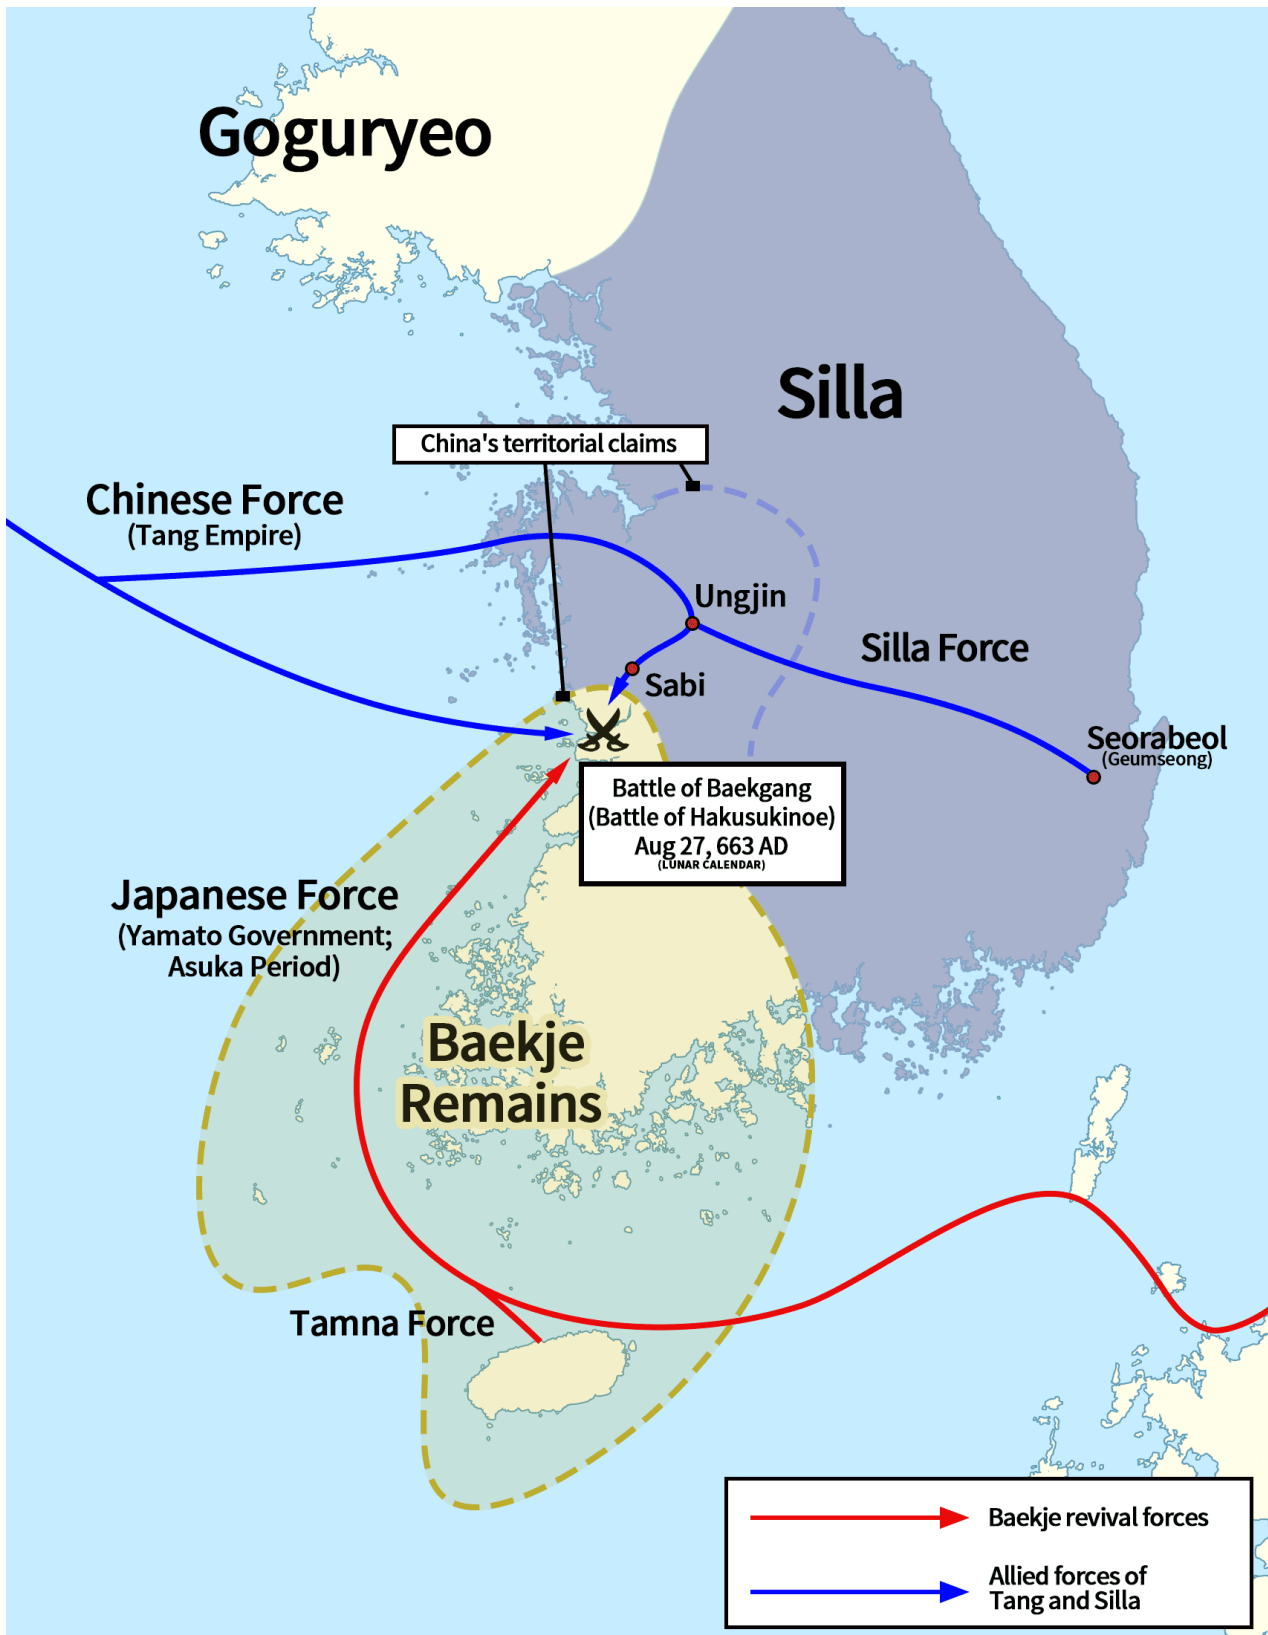 Goguryeo
Silla
China's territorial claims
Chinese Force
(Tang Empire)
Ungjin
Silla Force
Sabi
Seorabeol
(Geumseong)
Battle of Baekgang
(Battle of Hakusukinoe)
Aug 27, 663 AD
(LUNAR CALENDAR)
Japanese Force
(Yamato Government;
Asuka Period)
Baekje
Remains
Tamna Force
Baekje revival forces
Allied forces of
Tang and Silla